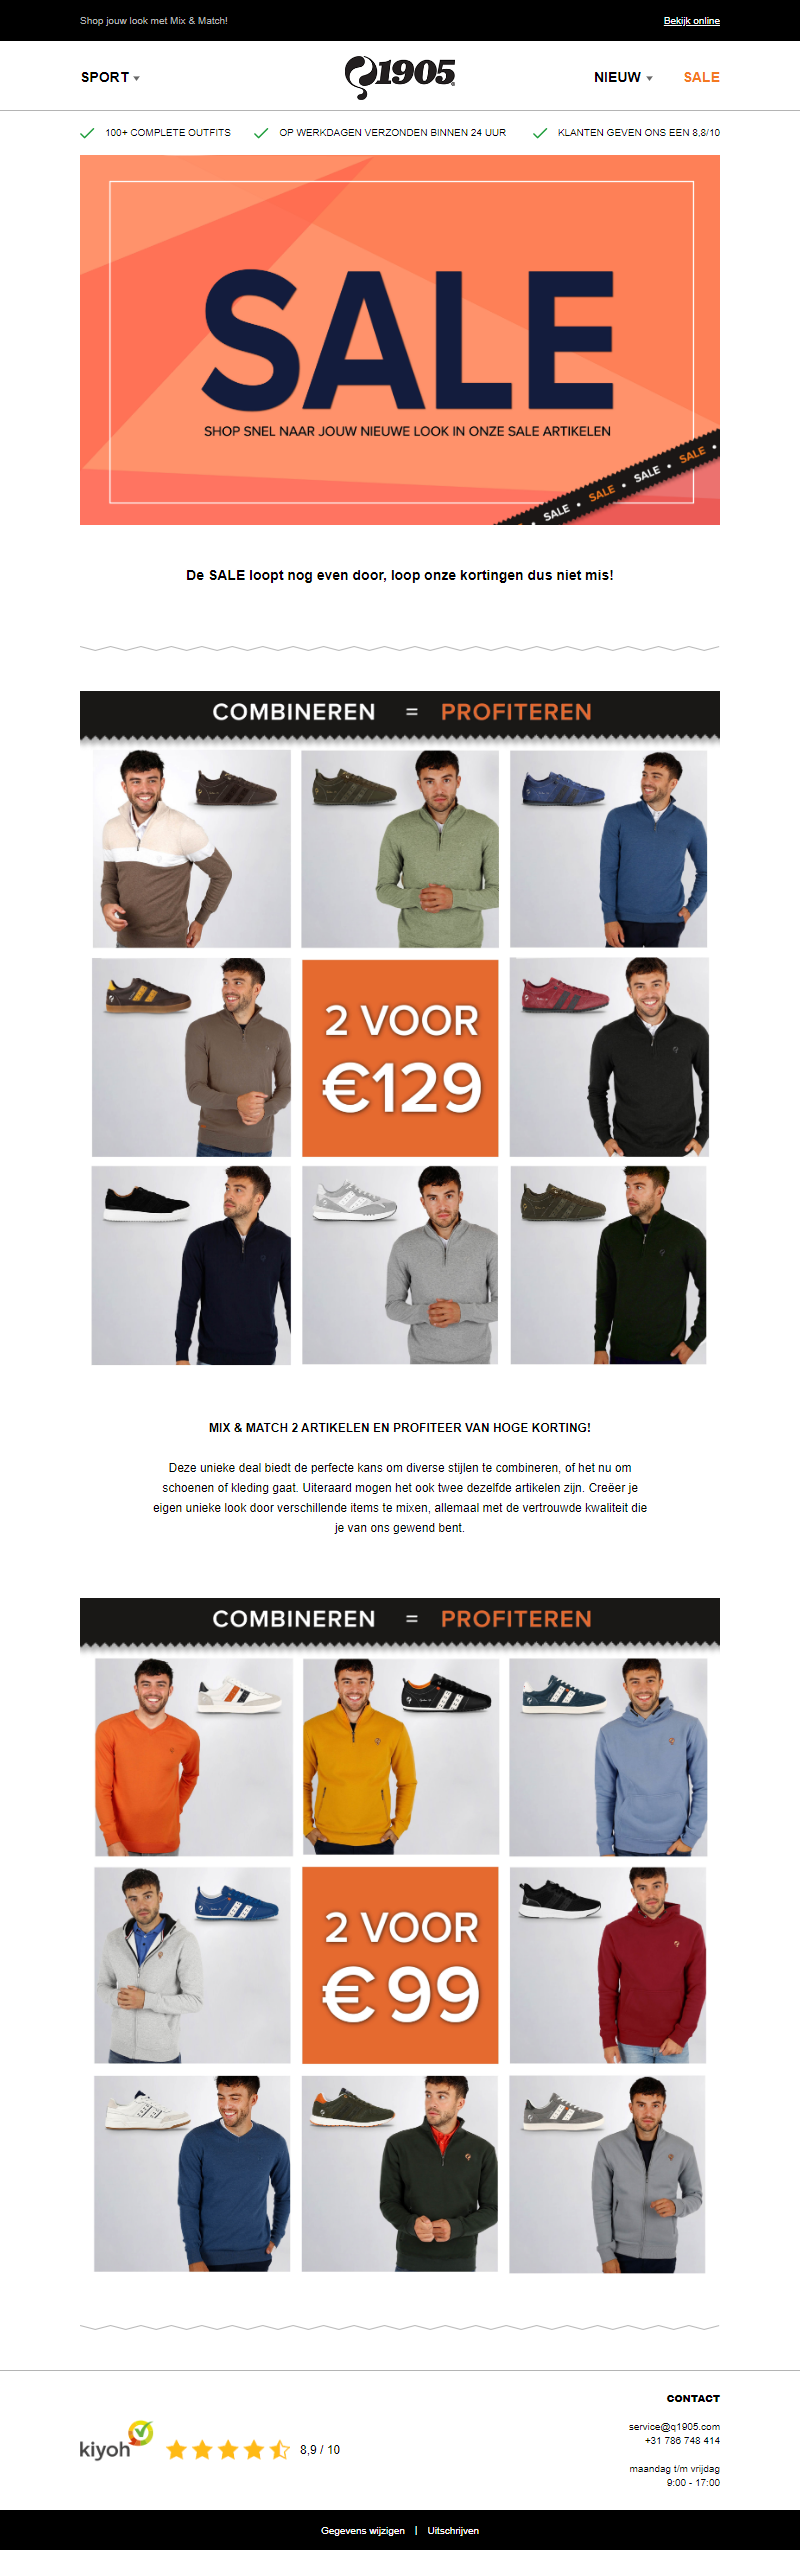 Shop jouw look met Mix & Match!
Bekijk online
SPORT
1905
NIEUW
SALE
100+ COMPLETE OUTFITS
OP WERKDAGEN VERZONDEN BINNEN 24 UUR
KLANTEN GEVEN ONS EEN 8,8/10
SALE
SHOP SNEL NAAR JOUW NIEUWE LOOK IN ONZE SALE ARTIKELEN
SALE • SALE • SALE • SALE
De SALE loopt nog even door, loop onze kortingen dus niet mis!
COMBINEREN = PROFITEREN
2 VOOR
€129
MIX & MATCH 2 ARTIKELEN EN PROFITEER VAN HOGE KORTING!
Deze unieke deal biedt de perfecte kans om diverse stijlen te combineren, of het nu om
schoenen of kleding gaat. Uiteraard mogen het ook twee dezelfde artikelen zijn. Creëer je
eigen unieke look door verschillende items te mixen, allemaal met de vertrouwde kwaliteit die
je van ons gewend bent.
COMBINEREN = PROFITEREN
2 VOOR
€99
CONTACT
service@q1905.com
+31 786 748 414
maandag t/m vrijdag
9:00 - 17:00
kiyoh
8,9 / 10
Gegevens wijzigen | Uitschrijven